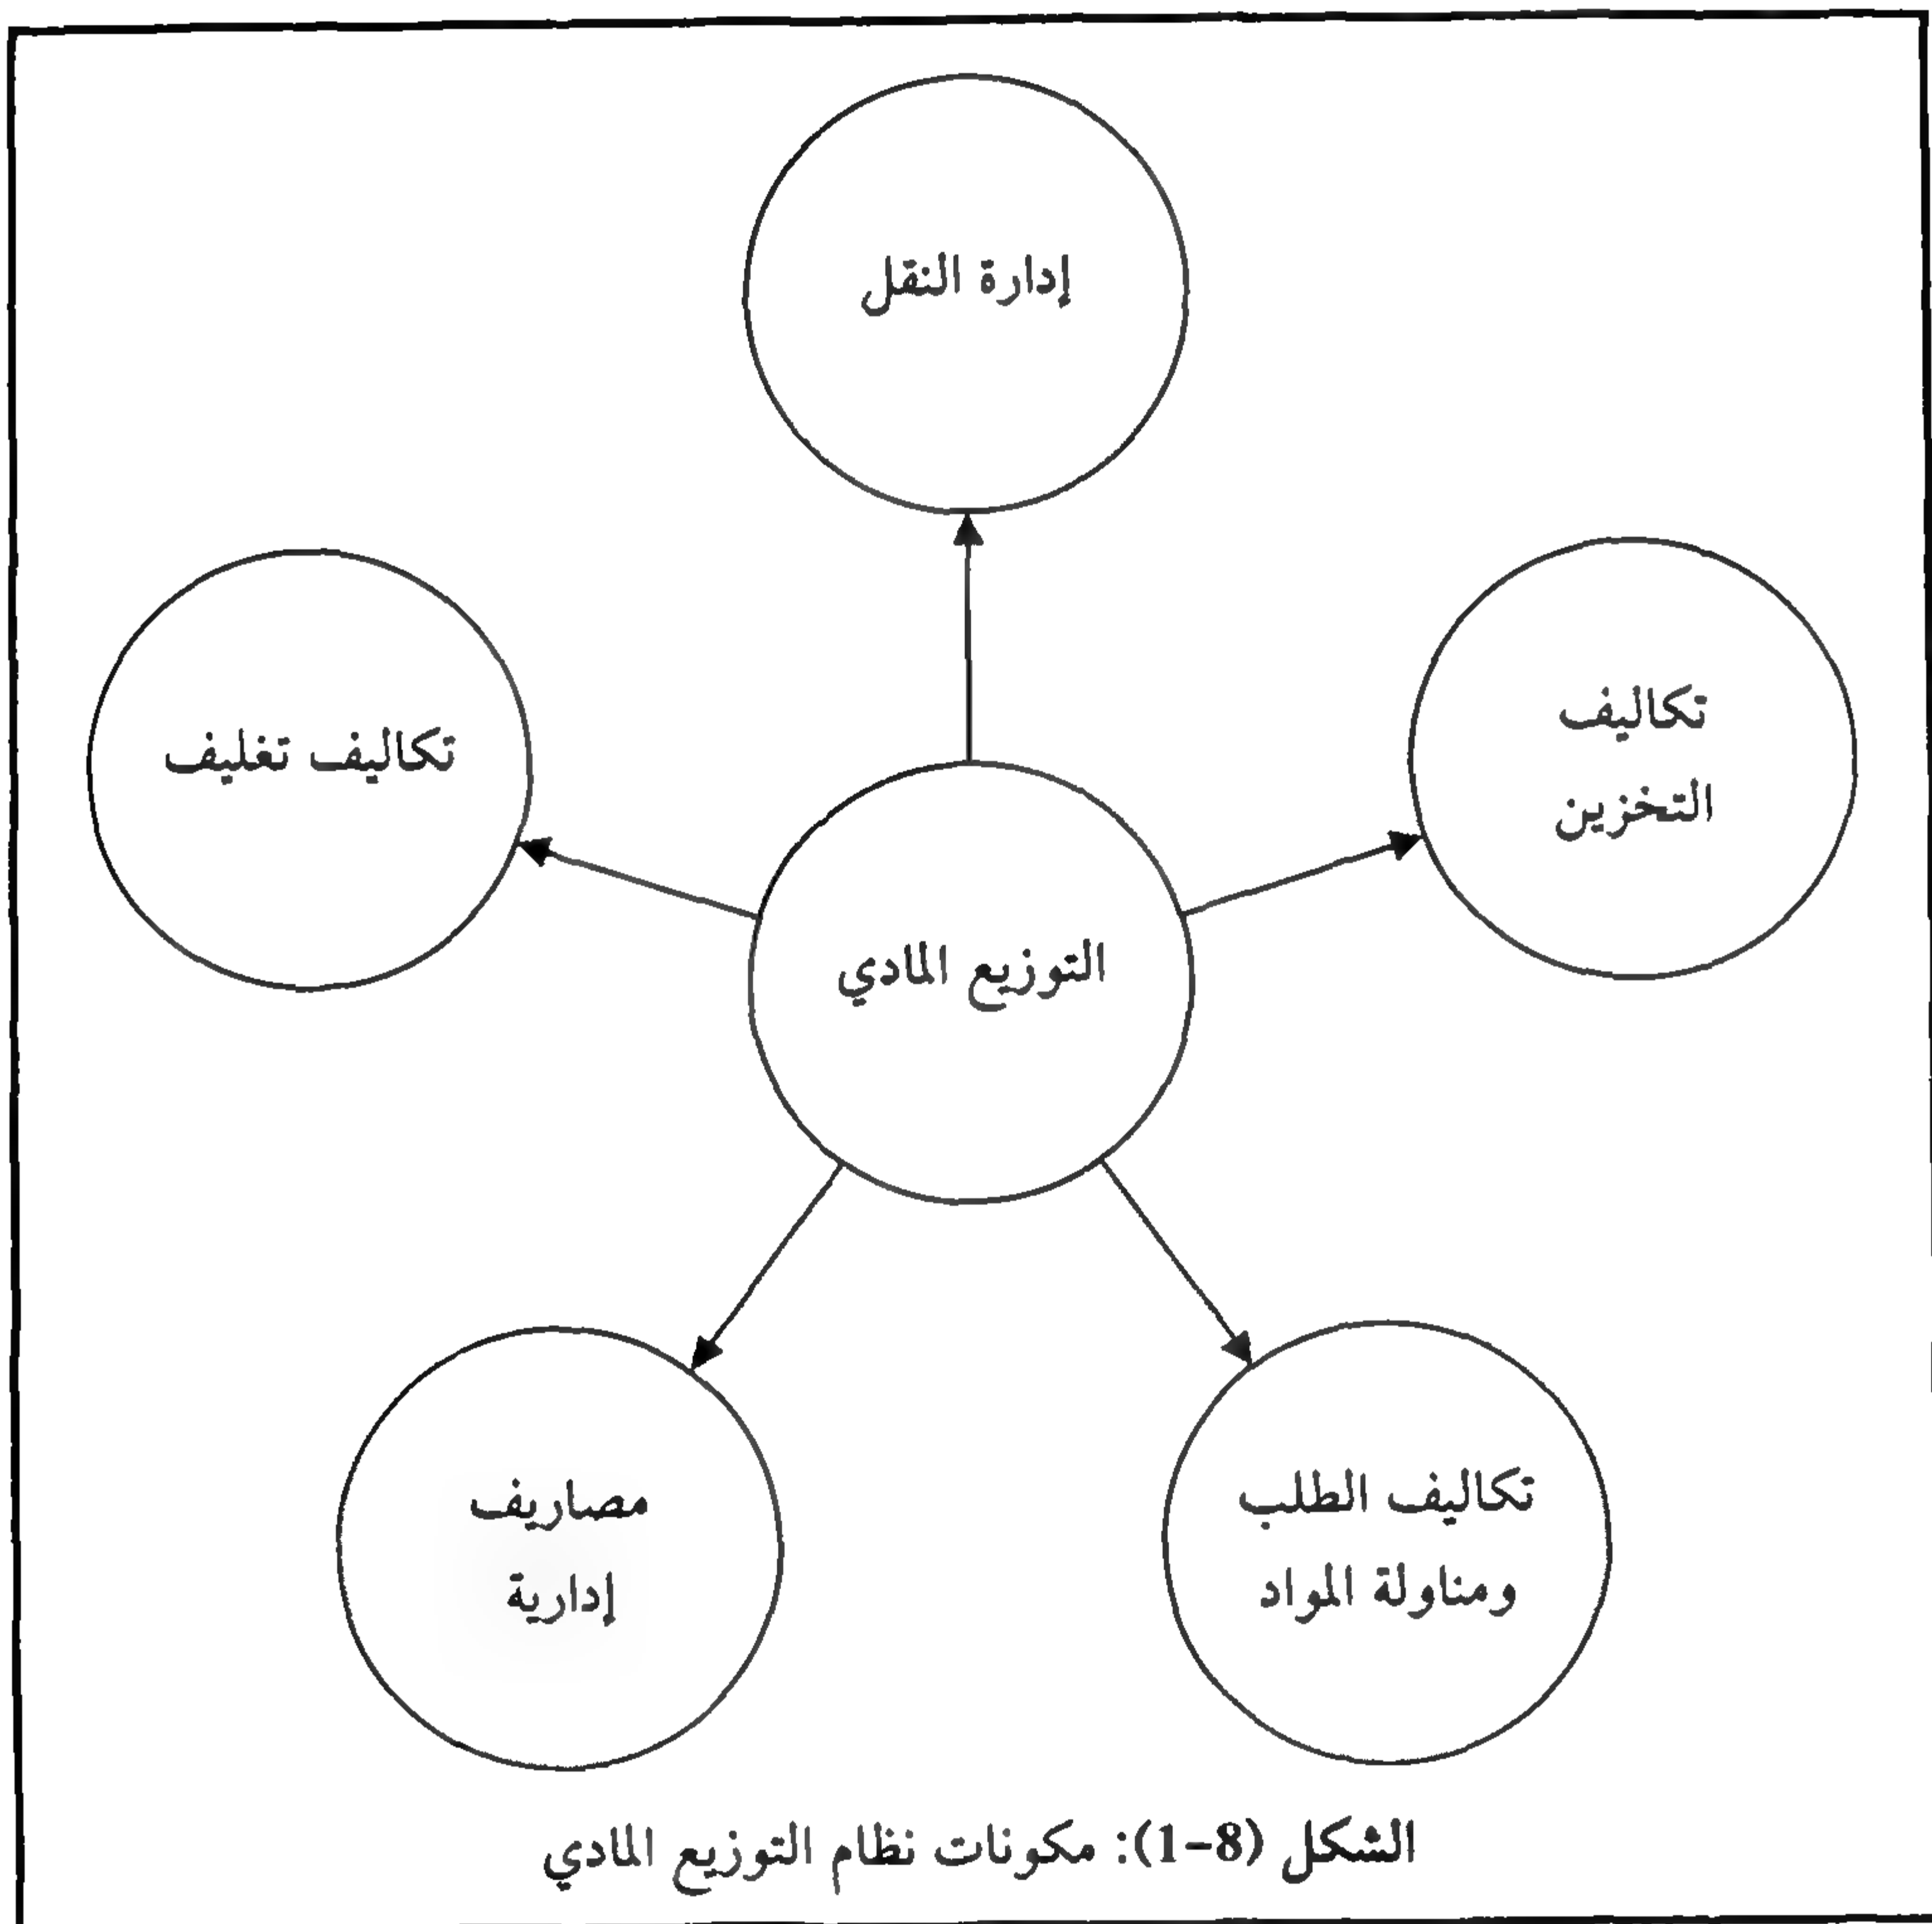 إدارة النقل
تكاليف
التخزين
تكاليف تغليف
التوزيع المادي
تكاليف الطلب
ومناولة المواد
مصاريف
إدارية
الشكل (8-1): مكونات نظام التوزيع المادي